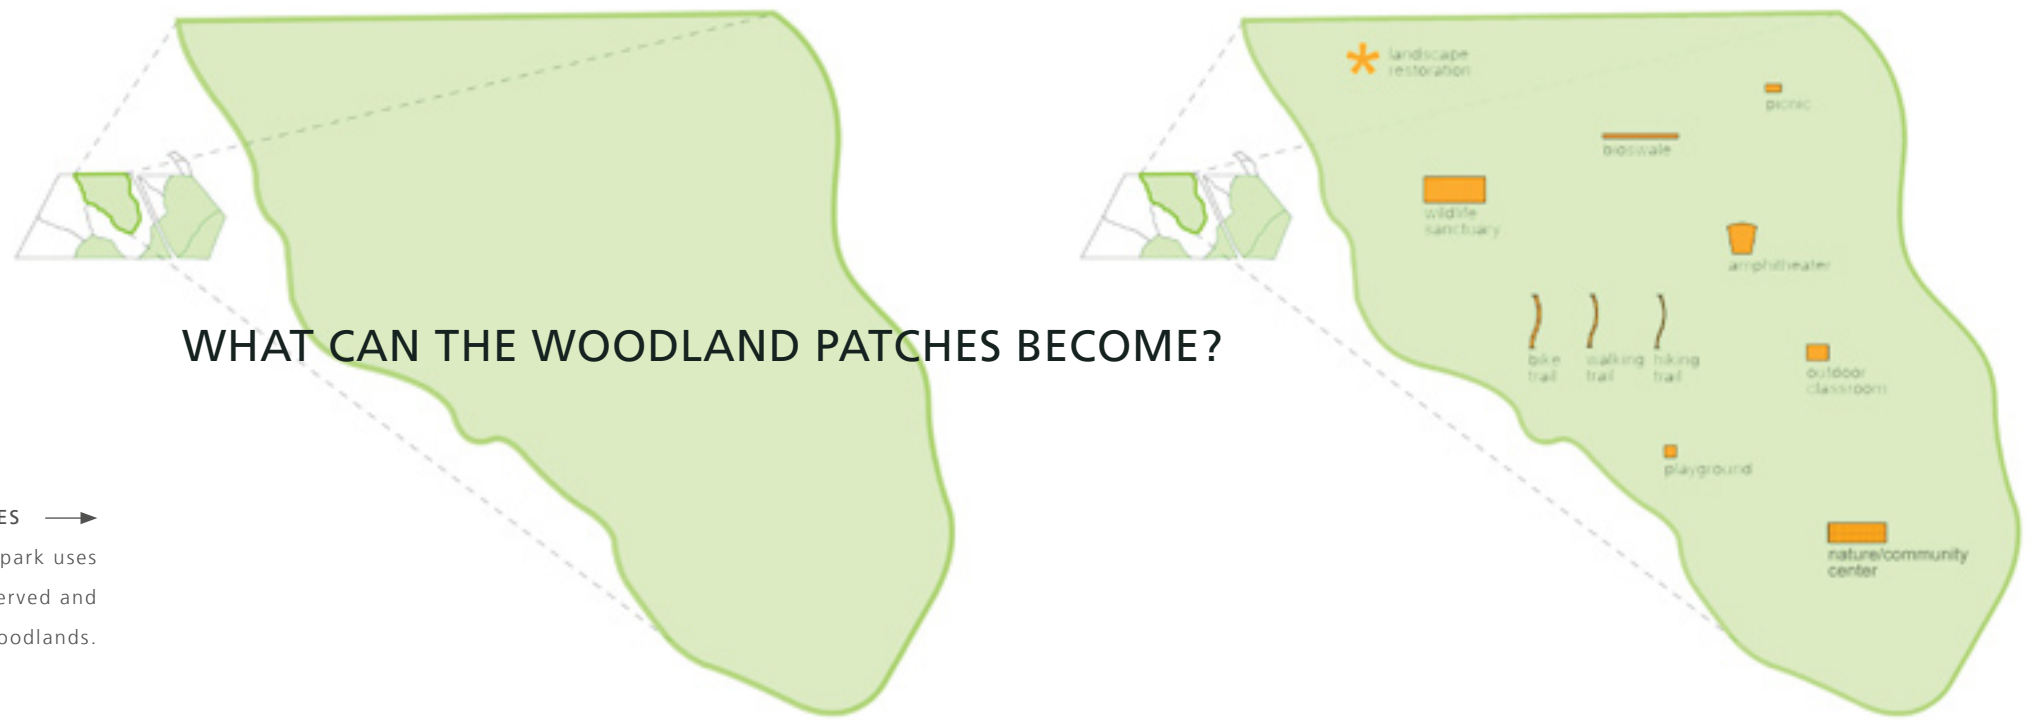 landscape
restoration
picnic
bioswale
wildlife
sanctuary
amphitheater
WHAT CAN THE WOODLAND PATCHES BECOME?
bike
trail
walking
trail
hiking
trail
outdoor
classroom
playground
nature/community
center
ES
park uses
erved and
oodlands.